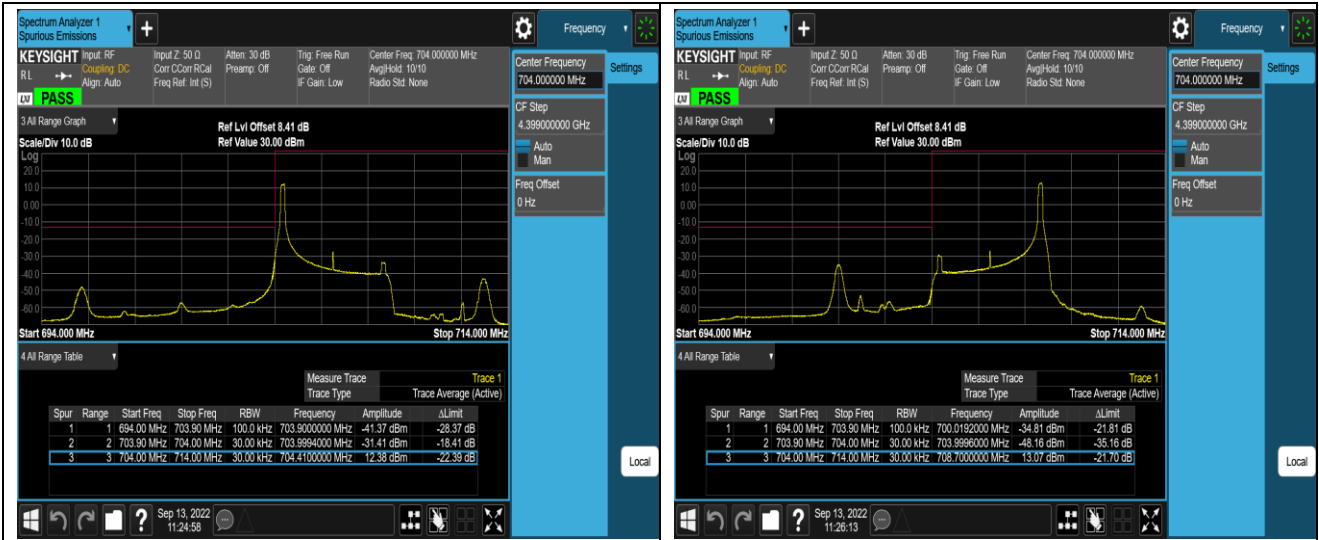 Spectrum Analyzer 1
Spurious Emissions
+
Frequency
KEYSIGHT Input: RF Input Z: 50 Ω Atten: 30 dB Trig: Free Run Center Freq: 704.000000 MHz
Coupling: DC Corr CCorr RCal Preamp: Off Gate: Off Avg|Hold: 10/10
RL Align: Auto Freq Ref: Int (S) IF Gain: Low Radio Std: None
LXI PASS
Center Frequency
704.000000 MHz
Settings
CF Step
4.399000000 GHz
Auto
Man
Freq Offset
0 Hz
3 All Range Graph
Ref Lvl Offset 8.41 dB
Scale/Div 10.0 dB Ref Value 30.00 dBm
Log
20.0
10.0
0.00
-10.0
-20.0
-30.0
-40.0
-50.0
-60.0
Start 694.000 MHz Stop 714.000 MHz
4 All Range Table
Measure Trace Trace 1
Trace Type Trace Average (Active)
Spur Range Start Freq Stop Freq RBW Frequency Amplitude ΔLimit
1 1 694.00 MHz 703.90 MHz 100.0 kHz 703.9000000 MHz -41.37 dBm -28.37 dB
2 2 703.90 MHz 704.00 MHz 30.00 kHz 703.9994000 MHz -31.41 dBm -18.41 dB
3 3 704.00 MHz 714.00 MHz 30.00 kHz 704.4100000 MHz 12.38 dBm -22.39 dB
Local
? Sep 13, 2022
11:24:58
Spectrum Analyzer 1
Spurious Emissions
+
Frequency
KEYSIGHT Input: RF Input Z: 50 Ω Atten: 30 dB Trig: Free Run Center Freq: 704.000000 MHz
Coupling: DC Corr CCorr RCal Preamp: Off Gate: Off Avg|Hold: 10/10
RL Align: Auto Freq Ref: Int (S) IF Gain: Low Radio Std: None
LXI PASS
Center Frequency
704.000000 MHz
Settings
CF Step
4.399000000 GHz
Auto
Man
Freq Offset
0 Hz
3 All Range Graph
Ref Lvl Offset 8.41 dB
Scale/Div 10.0 dB Ref Value 30.00 dBm
Log
20.0
10.0
0.00
-10.0
-20.0
-30.0
-40.0
-50.0
-60.0
Start 694.000 MHz Stop 714.000 MHz
4 All Range Table
Measure Trace Trace 1
Trace Type Trace Average (Active)
Spur Range Start Freq Stop Freq RBW Frequency Amplitude ΔLimit
1 1 694.00 MHz 703.90 MHz 100.0 kHz 700.0192000 MHz -34.81 dBm -21.81 dB
2 2 703.90 MHz 704.00 MHz 30.00 kHz 703.9996000 MHz -48.16 dBm -35.16 dB
3 3 704.00 MHz 714.00 MHz 30.00 kHz 708.7000000 MHz 13.07 dBm -21.70 dB
Local
? Sep 13, 2022
11:26:13